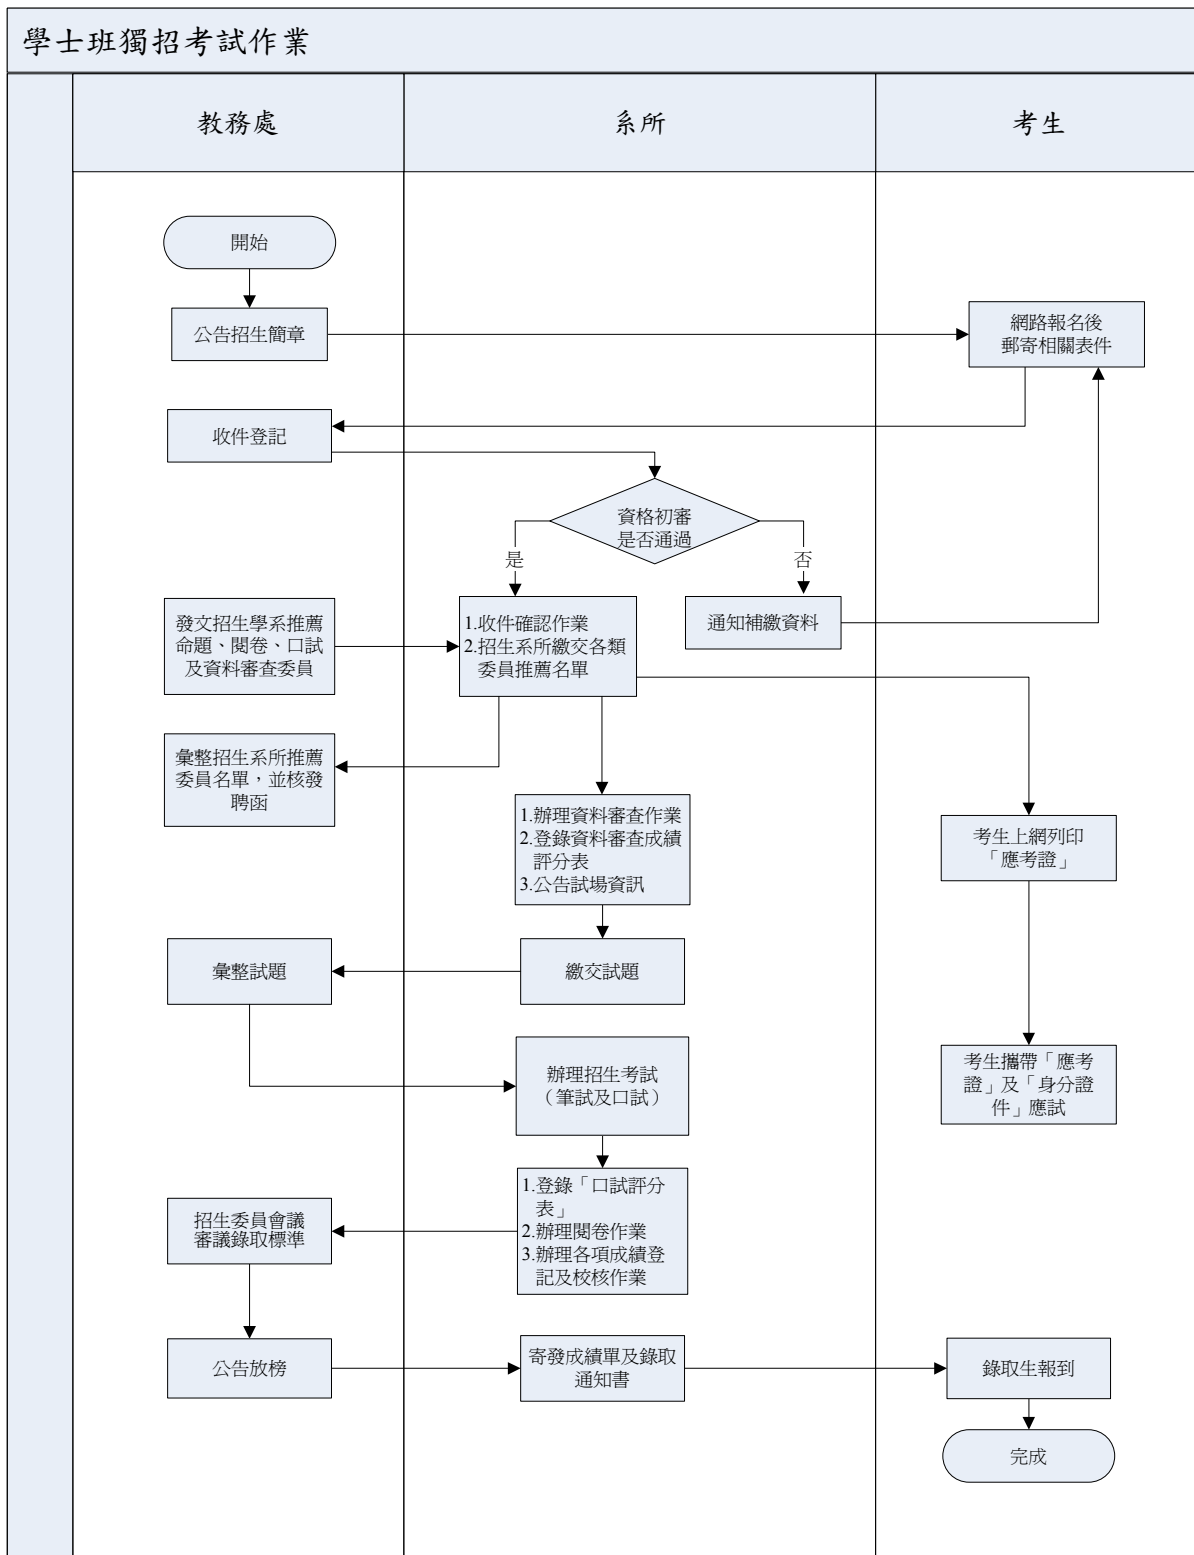 學士班獨招考試作業
教務處
系所
考生
開始
公告招生簡章
網路報名後
郵寄相關表件
收件登記
資格初審
是否通過
是
否
發文招生學系推薦
命題、閱卷、口試
及資料審查委員
1.收件確認作業
2.招生系所繳交各類
委員推薦名單
通知補繳資料
彙整招生系所推薦
委員名單，並核發
聘函
1.辦理資料審查作業
2.登錄資料審查成績
評分表
3.公告試場資訊
考生上網列印
「應考證」
彙整試題
繳交試題
辦理招生考試
（筆試及口試）
考生攜帶「應考
證」及「身分證
件」應試
招生委員會議
審議錄取標準
1.登錄「口試評分
表」
2.辦理閱卷作業
3.辦理各項成績登
記及校核作業
公告放榜
寄發成績單及錄取
通知書
錄取生報到
完成